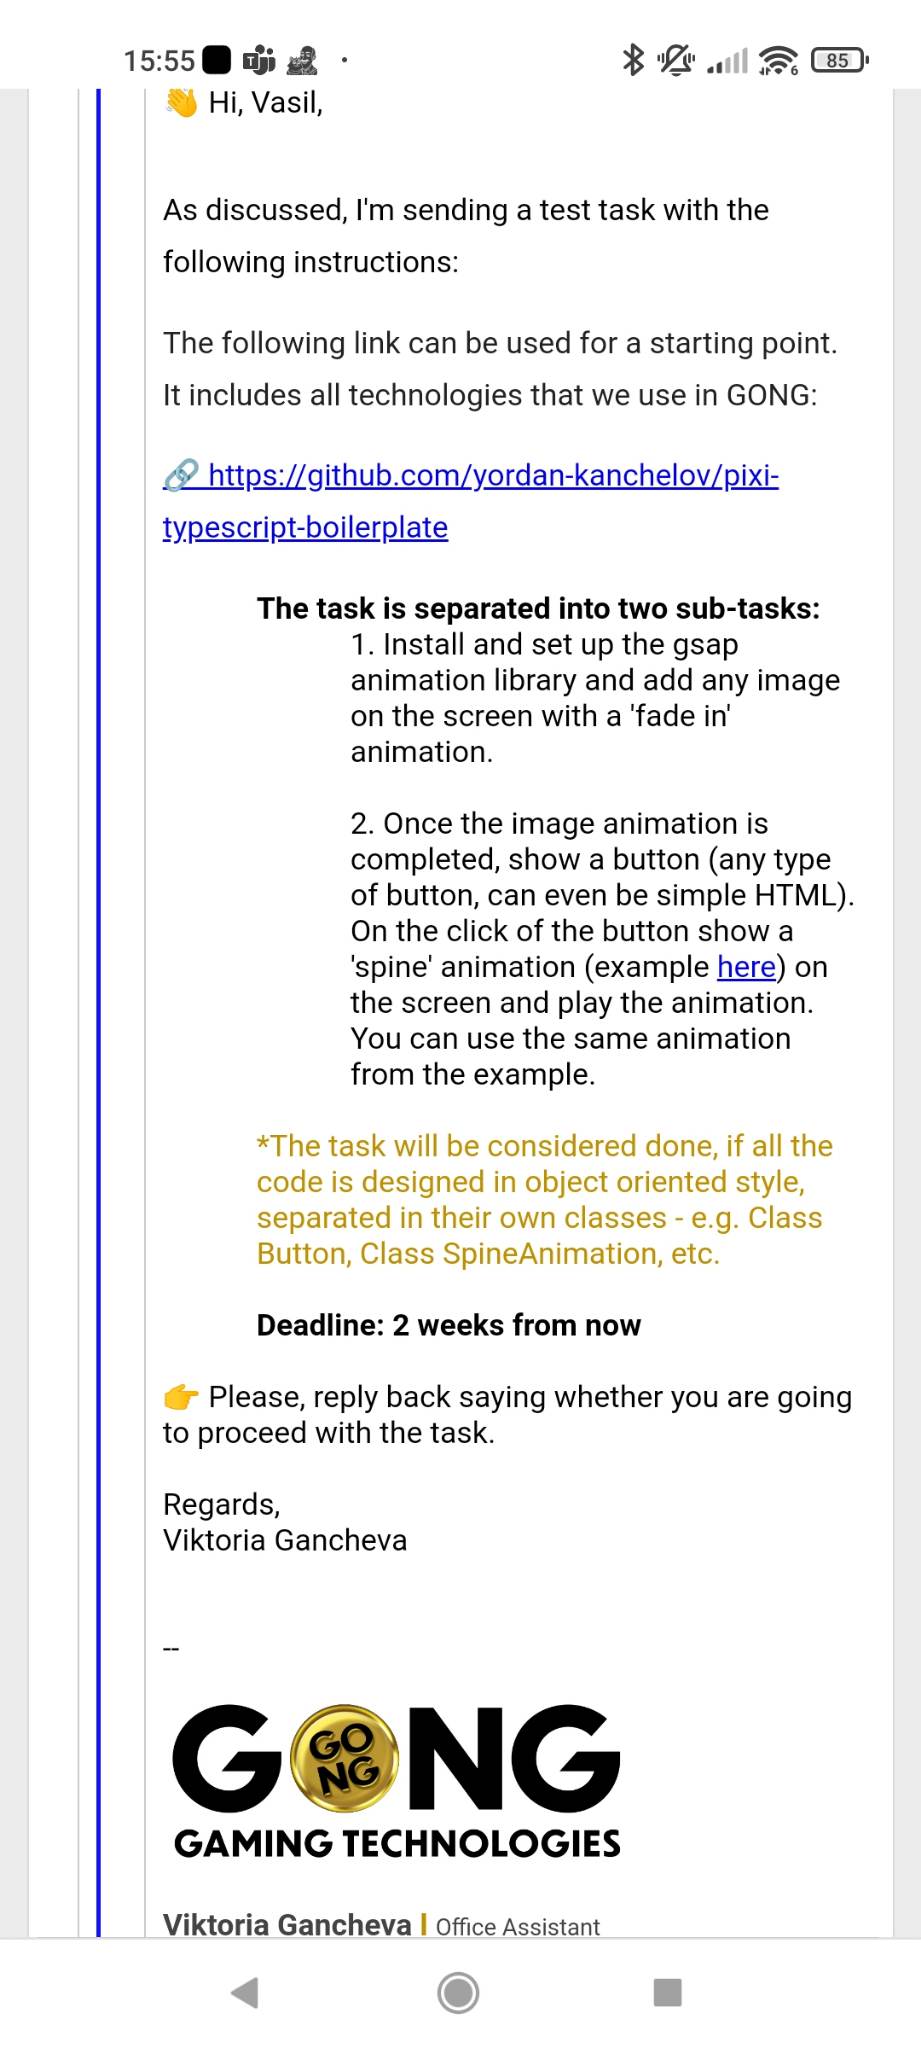 15:55
85
👋 Hi, Vasil,
As discussed, I'm sending a test task with the
following instructions:
The following link can be used for a starting point.
It includes all technologies that we use in GONG:
🔗 https://github.com/yordan-kanchelov/pixi-
typescript-boilerplate
The task is separated into two sub-tasks:
1. Install and set up the gsap
animation library and add any image
on the screen with a 'fade in'
animation.
2. Once the image animation is
completed, show a button (any type
of button, can even be simple HTML).
On the click of the button show a
'spine' animation (example here) on
the screen and play the animation.
You can use the same animation
from the example.
*The task will be considered done, if all the
code is designed in object oriented style,
separated in their own classes - e.g. Class
Button, Class SpineAnimation, etc.
Deadline: 2 weeks from now
👉 Please, reply back saying whether you are going
to proceed with the task.
Regards,
Viktoria Gancheva
--
GONG
GO
NG
GAMING TECHNOLOGIES
Viktoria Gancheva | Office Assistant